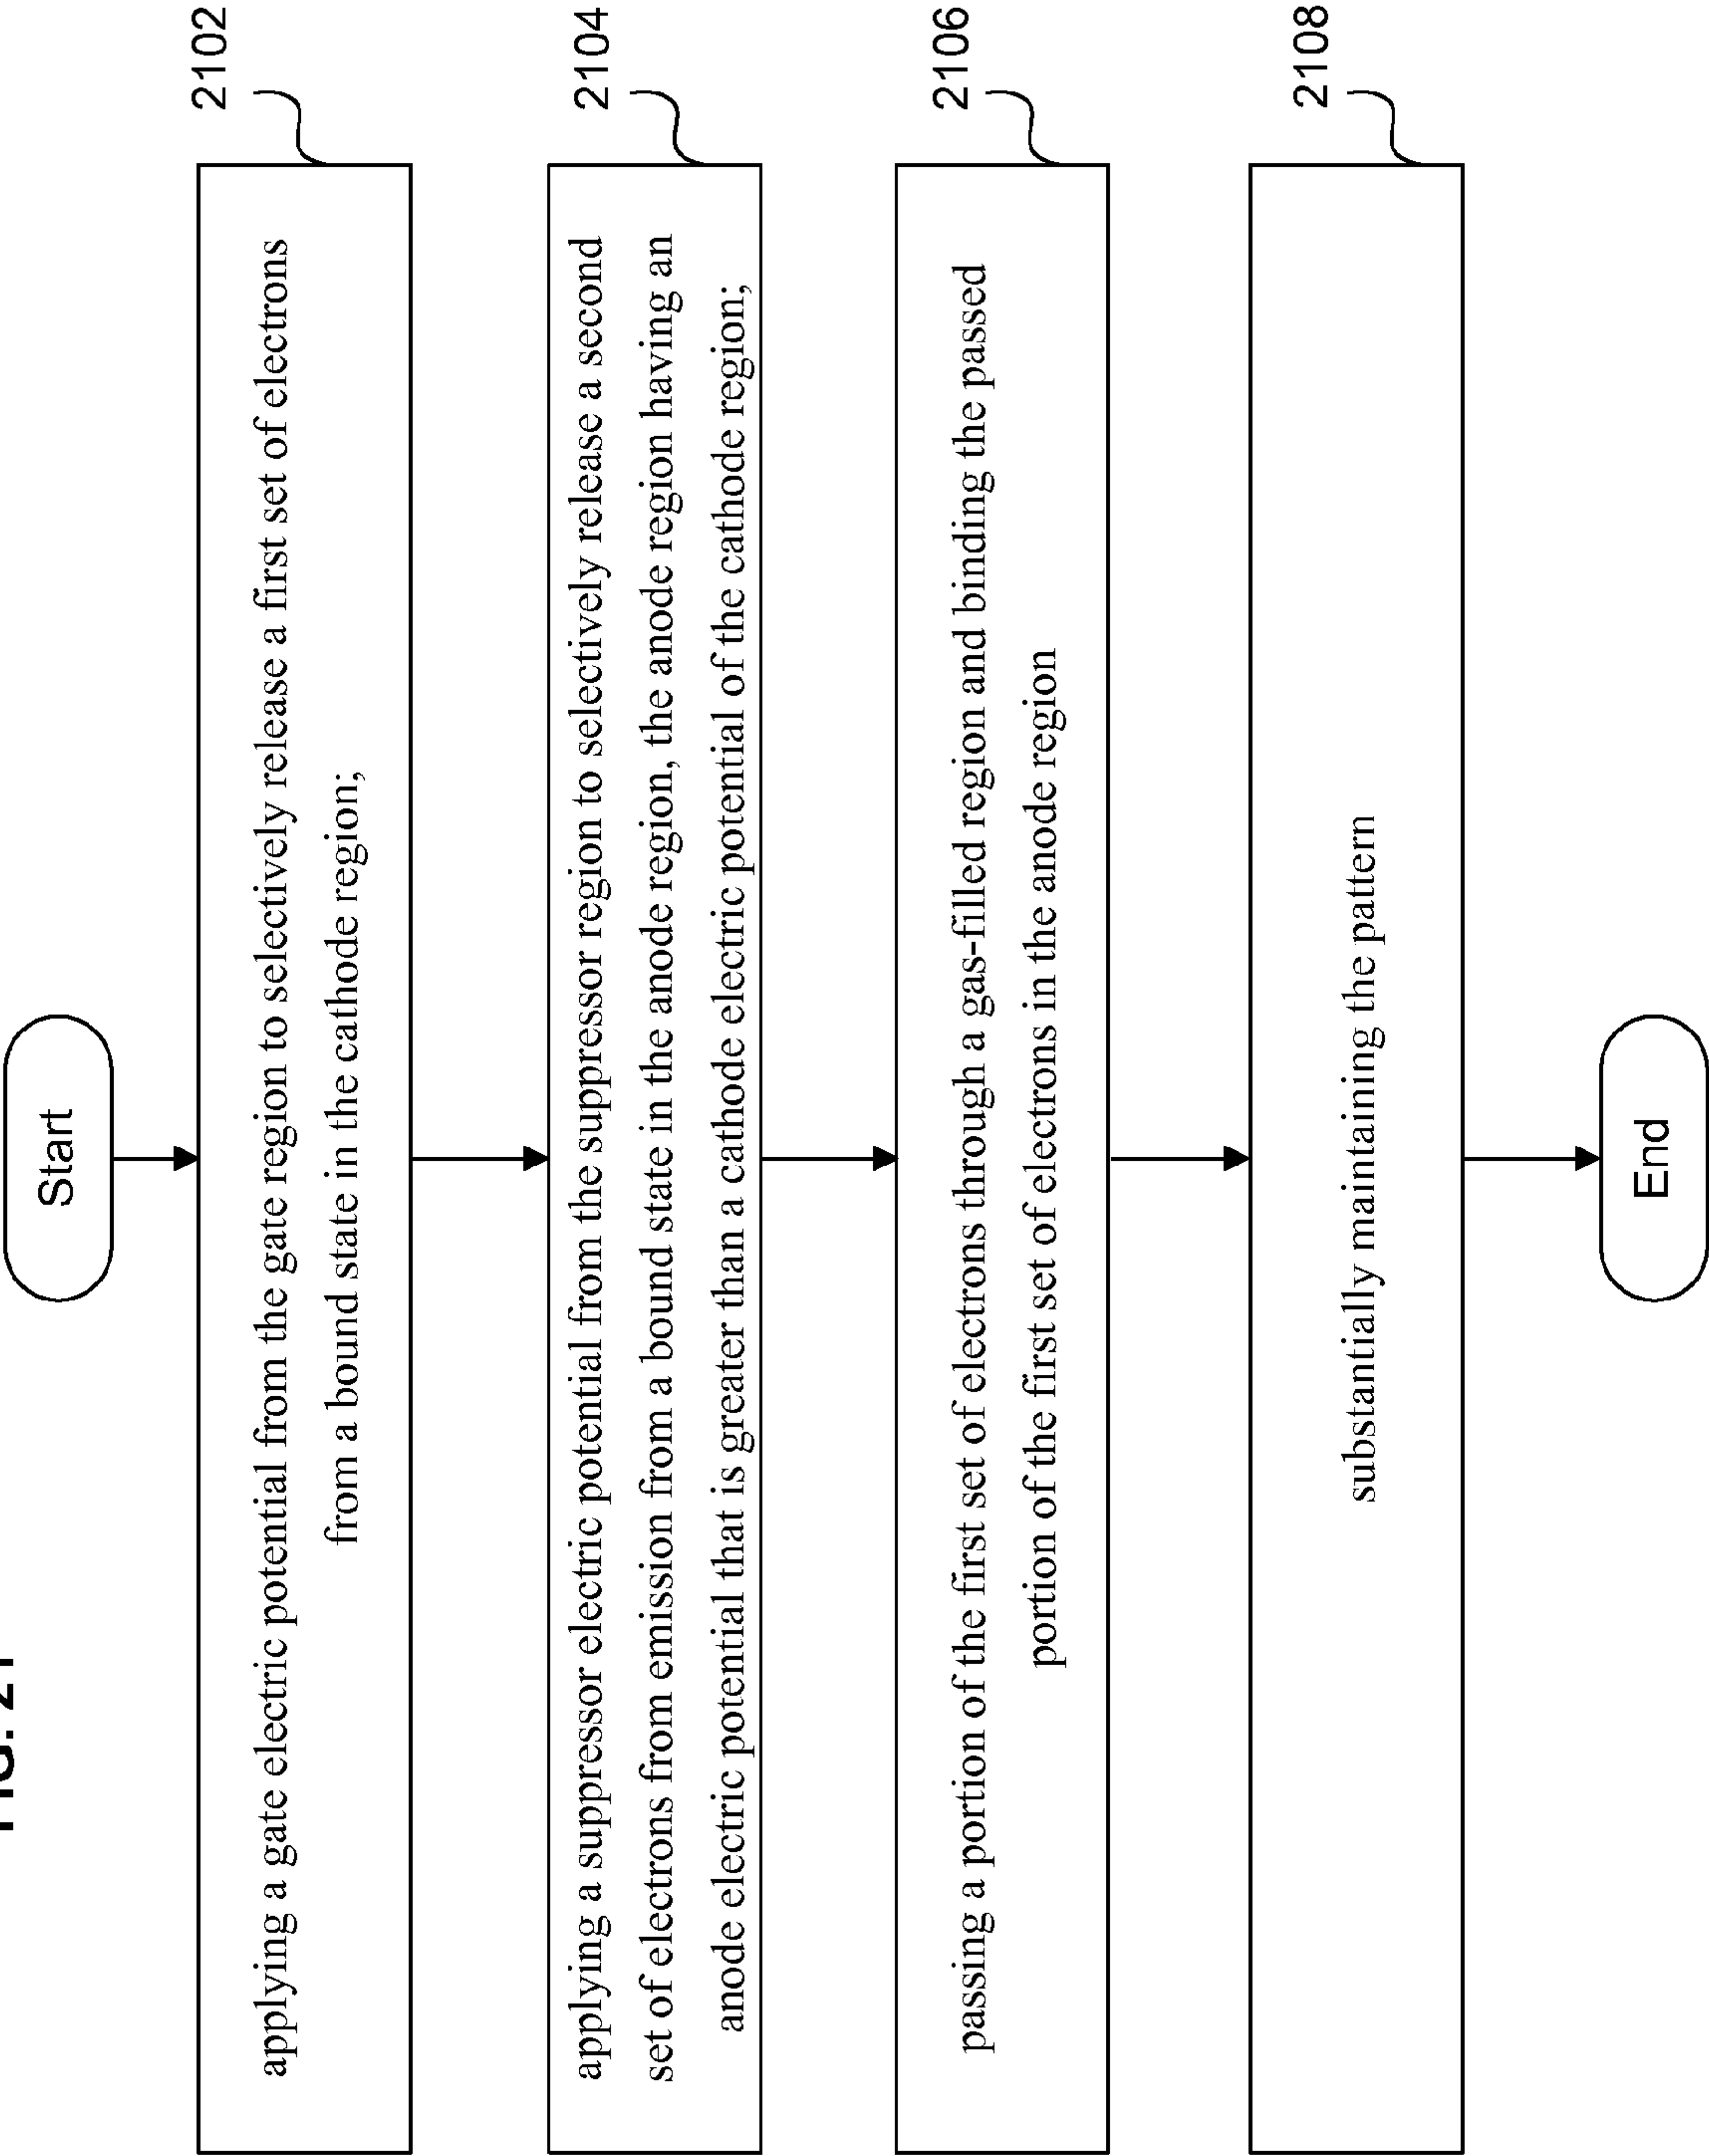 FIG. 21
Start
2102
applying a gate electric potential from the gate region to selectively release a first set of electrons
from a bound state in the cathode region;
2104
applying a suppressor electric potential from the suppressor region to selectively release a second
set of electrons from emission from a bound state in the anode region, the anode region having an
anode electric potential that is greater than a cathode electric potential of the cathode region;
2106
passing a portion of the first set of electrons through a gas-filled region and binding the passed
portion of the first set of electrons in the anode region
2108
substantially maintaining the pattern
End